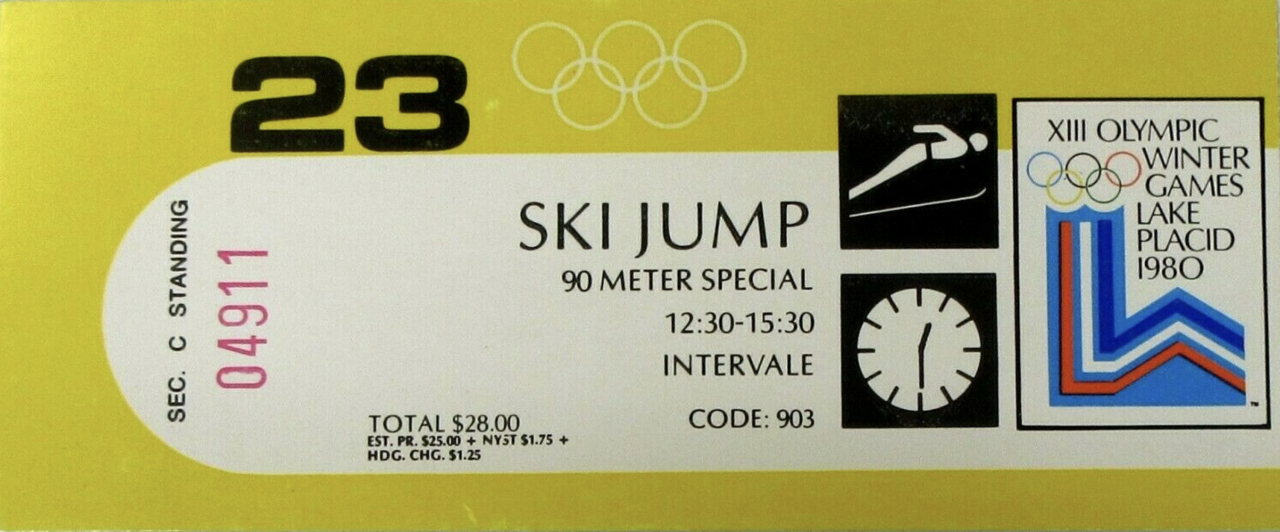 23
SEC. C STANDING
04911
SKI JUMP
90 METER SPECIAL
12:30-15:30
INTERVALE
CODE: 903
TOTAL $28.00
EST. PR. $25.00 + NYST $1.75 +
HDG. CHG. $1.25
XIII OLYMPIC
WINTER
GAMES
LAKE
PLACID
1980
TM